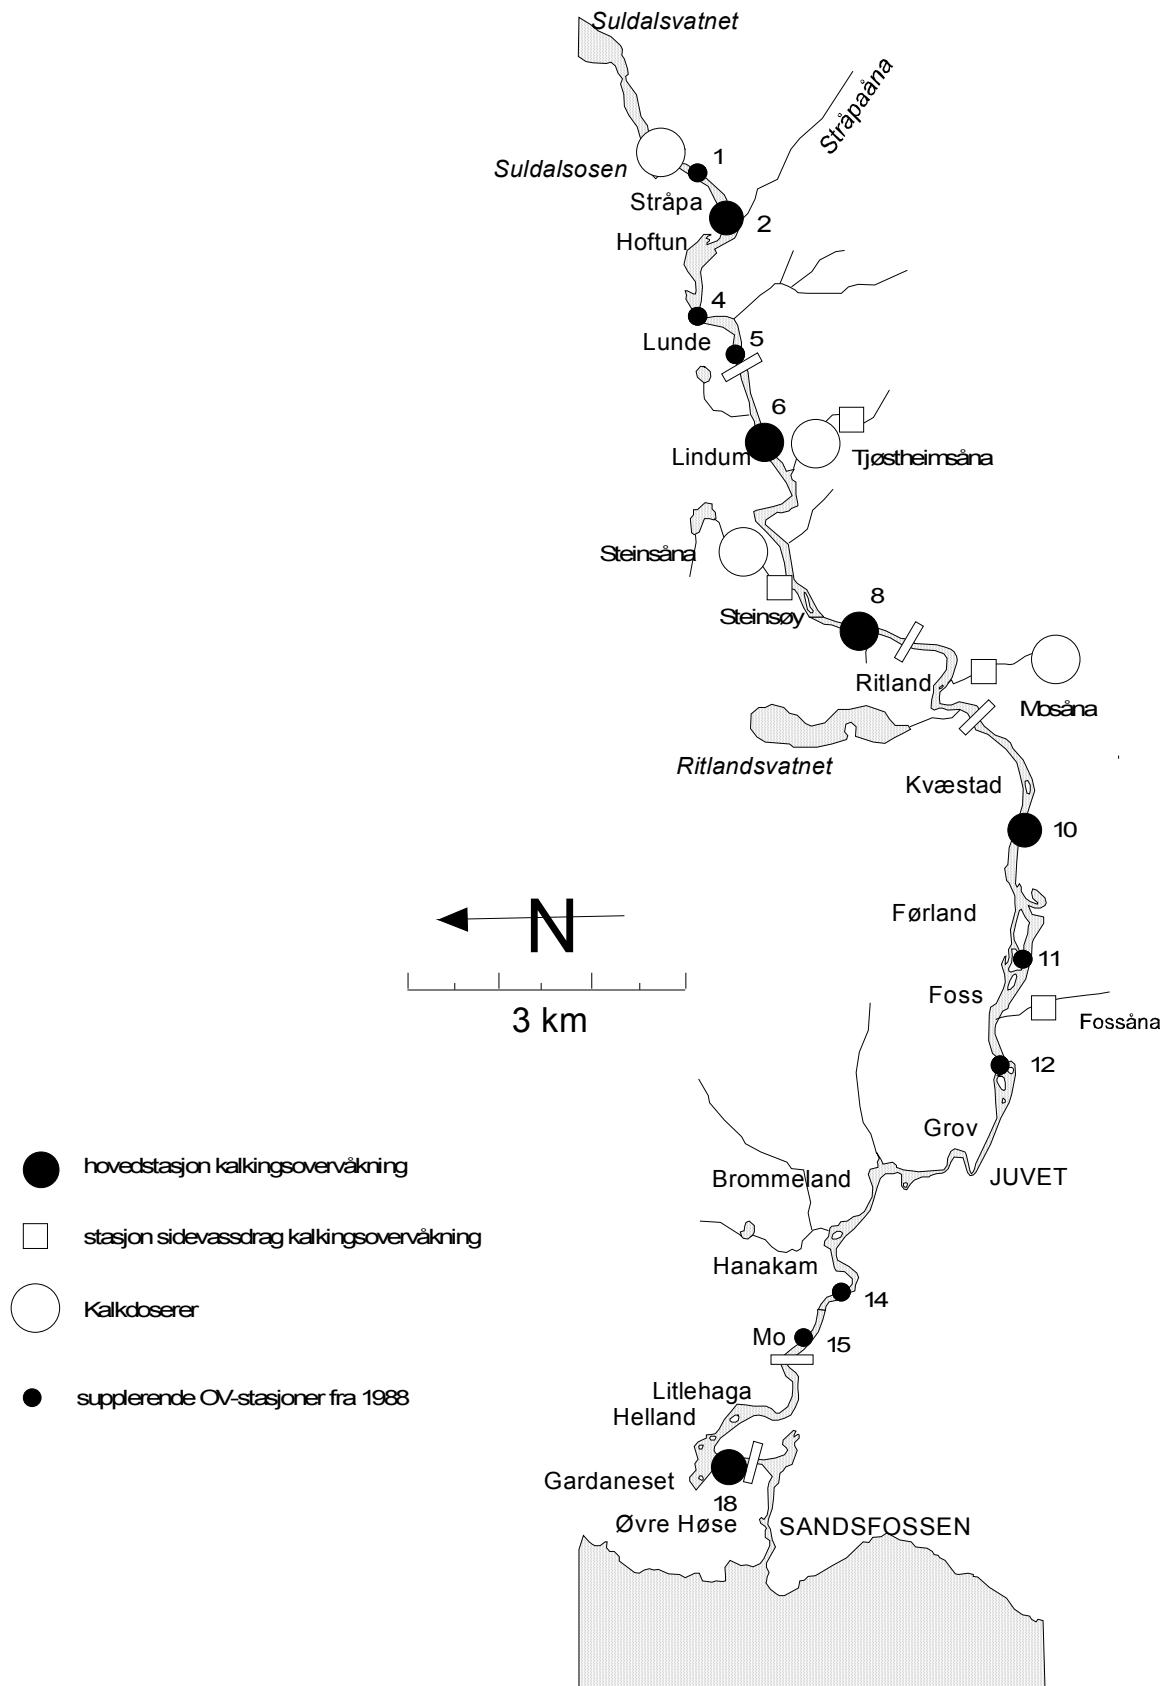 Suldalsvatnet
Stråpaåna
1
Suldalsosen
Stråpa
2
Hoftun
4
Lunde
5
6
Lindum
Tjøstheimsåna
Steinsåna
8
Steinsøy
Ritland
Mosåna
Ritlandsvatnet
Kvæstad
10
Førland
N
11
Foss
3 km
Fossåna
12
Grov
hovedstasjon kalkingsovervåkning
Brommeland
JUVET
stasjon sidevassdrag kalkingsovervåkning
Hanakam
14
Kalkdoserer
Mo
15
Litlehaga
supplerende OV-stasjoner fra 1988
Helland
Gardaneset
18
Øvre Høse
SANDSFOSSEN